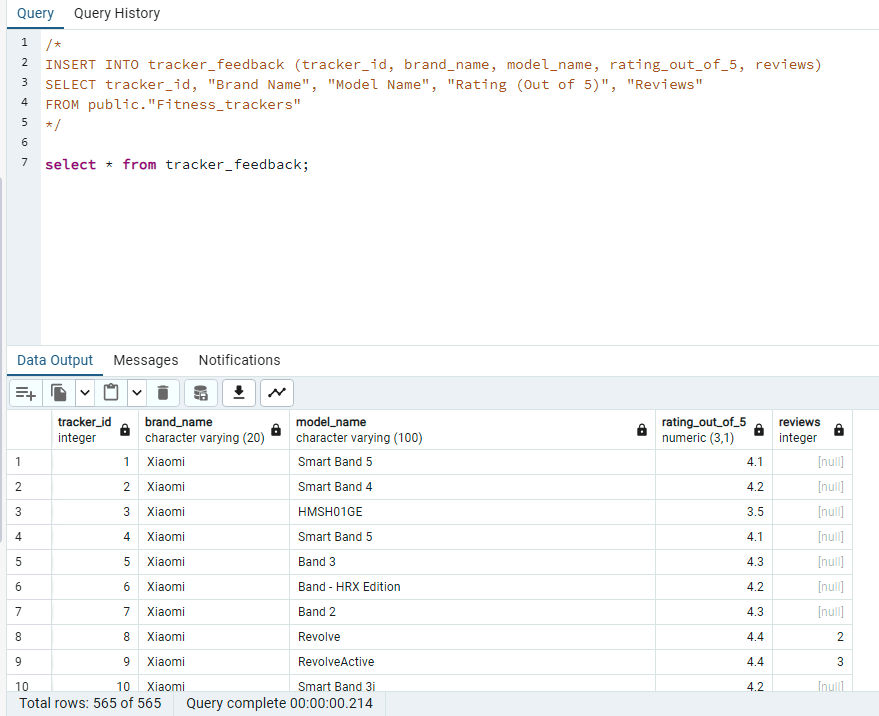 Query Query History
1 /*
2 INSERT INTO tracker_feedback (tracker_id, brand_name, model_name, rating_out_of_5, reviews)
3 SELECT tracker_id, "Brand Name", "Model Name", "Rating (Out of 5)", "Reviews"
4 FROM public."Fitness_trackers"
5 */
6
7 select * from tracker_feedback;
Data Output Messages Notifications
tracker_id brand_name model_name rating_out_of_5 reviews
integer character varying (20) character varying (100) numeric (3,1) integer
1 1 Xiaomi Smart Band 5 4.1 [null]
2 2 Xiaomi Smart Band 4 4.2 [null]
3 3 Xiaomi HMSH01GE 3.5 [null]
4 4 Xiaomi Smart Band 5 4.1 [null]
5 5 Xiaomi Band 3 4.3 [null]
6 6 Xiaomi Band - HRX Edition 4.2 [null]
7 7 Xiaomi Band 2 4.3 [null]
8 8 Xiaomi Revolve 4.4 2
9 9 Xiaomi RevolveActive 4.4 3
10 10 Xiaomi Smart Band 3i 4.2 [null]
Total rows: 565 of 565 Query complete 00:00:00.214